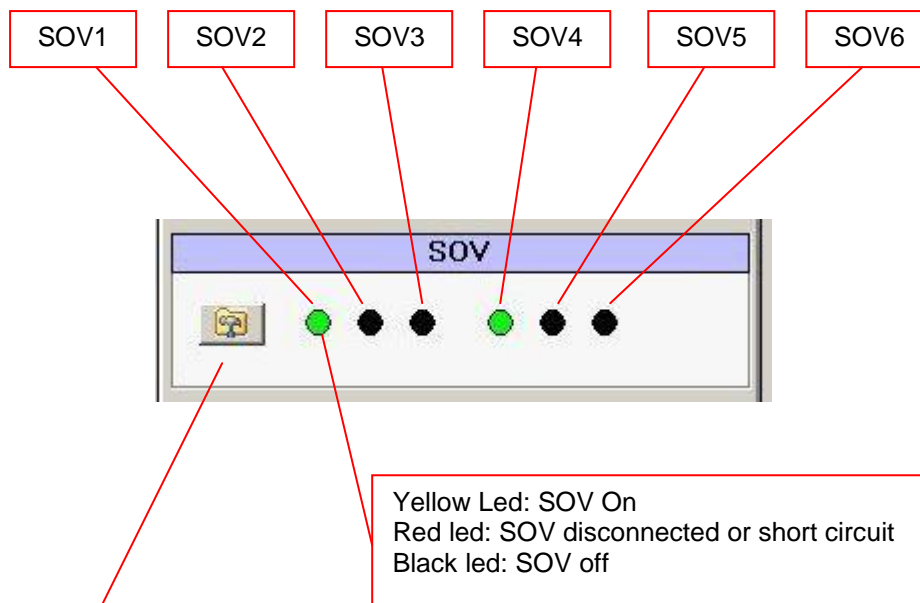 SOV1
SOV2
SOV3
SOV4
SOV5
SOV6
SOV
Yellow Led: SOV On
Red led: SOV disconnected or short circuit
Black led: SOV off